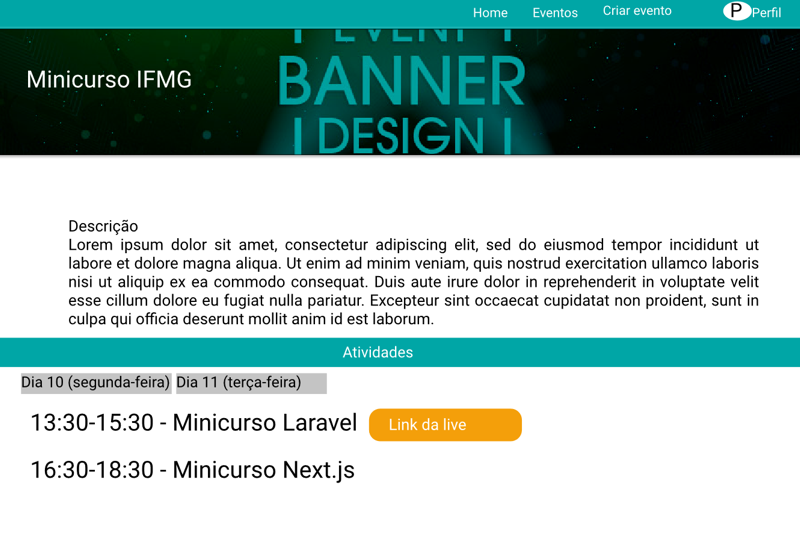 Home Eventos Criar evento P Perfil
| EVENT |
Minicurso IFMG
BANNER
| DESIGN |
Descrição
Lorem ipsum dolor sit amet, consectetur adipiscing elit, sed do eiusmod tempor incididunt ut
labore et dolore magna aliqua. Ut enim ad minim veniam, quis nostrud exercitation ullamco laboris
nisi ut aliquip ex ea commodo consequat. Duis aute irure dolor in reprehenderit in voluptate velit
esse cillum dolore eu fugiat nulla pariatur. Excepteur sint occaecat cupidatat non proident, sunt in
culpa qui officia deserunt mollit anim id est laborum.
Atividades
Dia 10 (segunda-feira) Dia 11 (terça-feira)
13:30-15:30 - Minicurso Laravel Link da live
16:30-18:30 - Minicurso Next.js